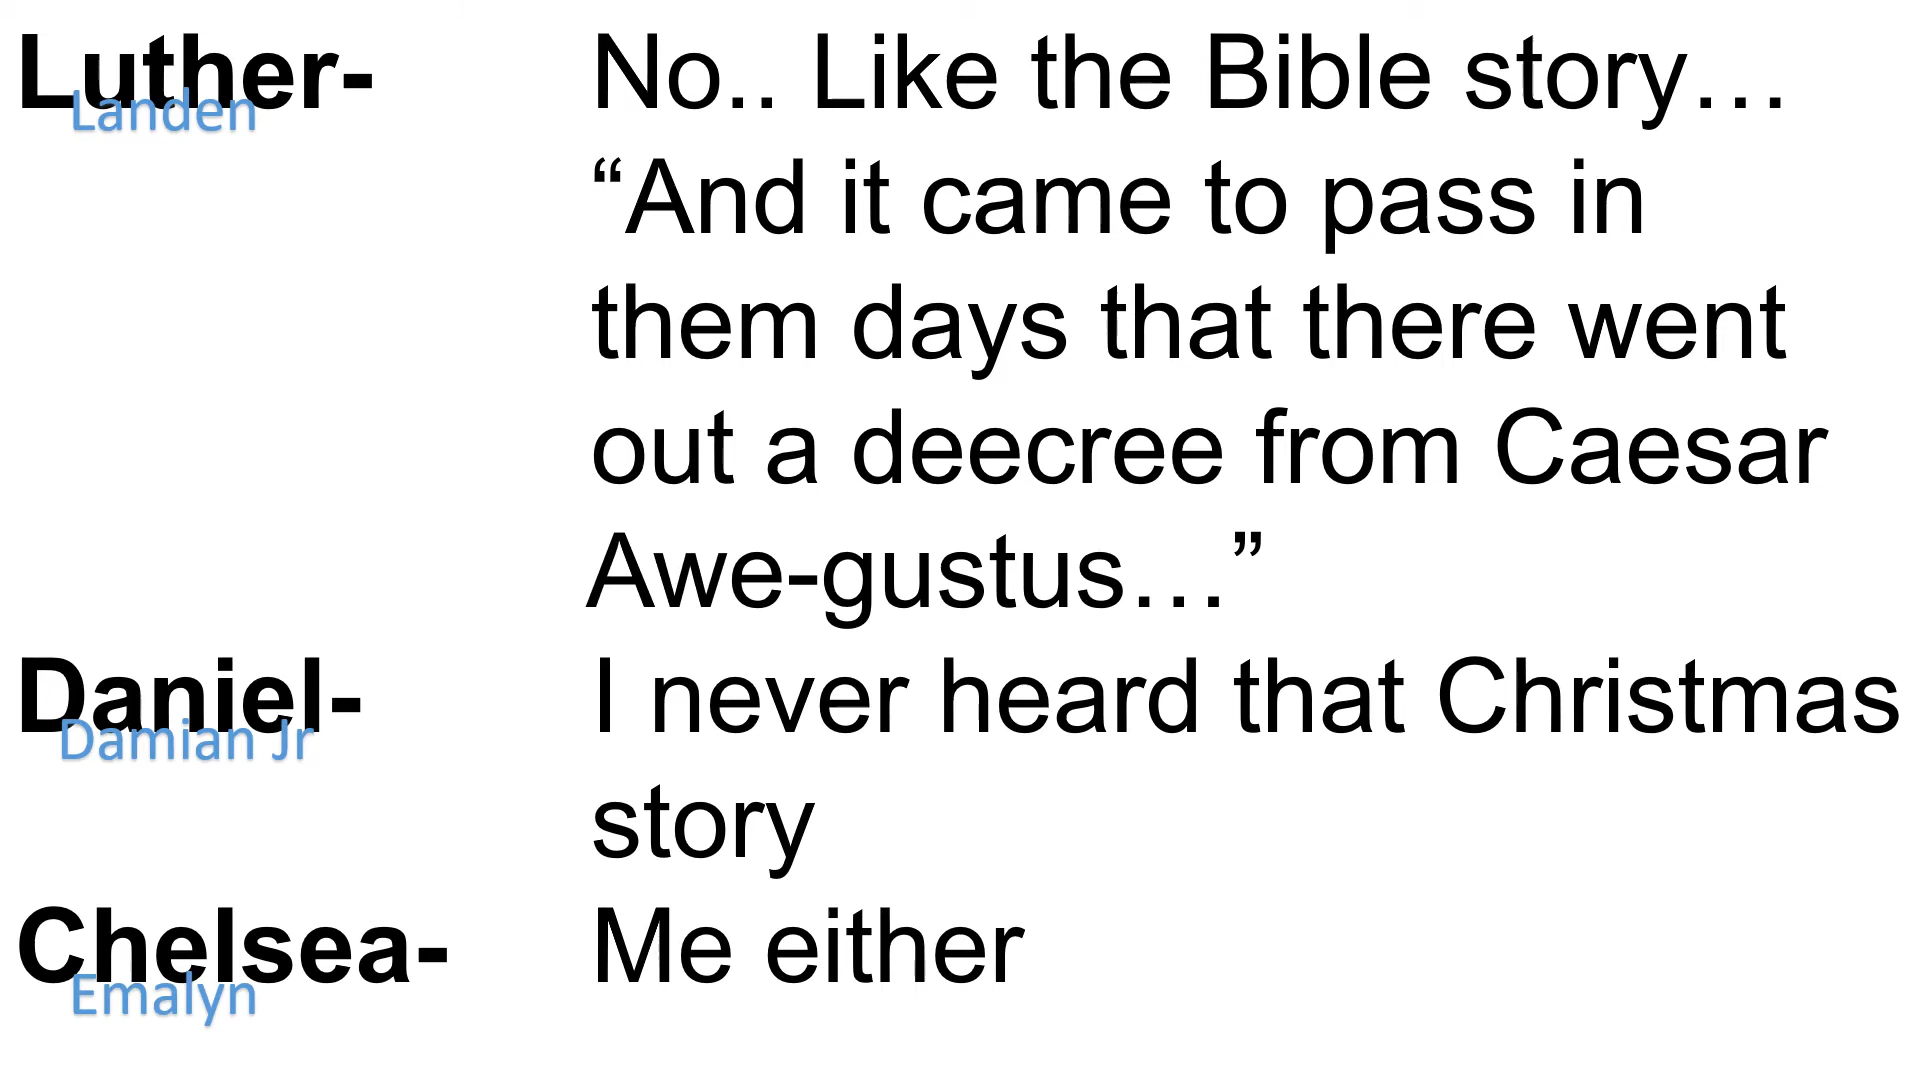 Luther- No.. Like the Bible story…
Landen
“And it came to pass in
them days that there went
out a deecree from Caesar
Awe-gustus…”
Daniel- I never heard that Christmas
Damian Jr
story
Chelsea- Me either
Emalyn